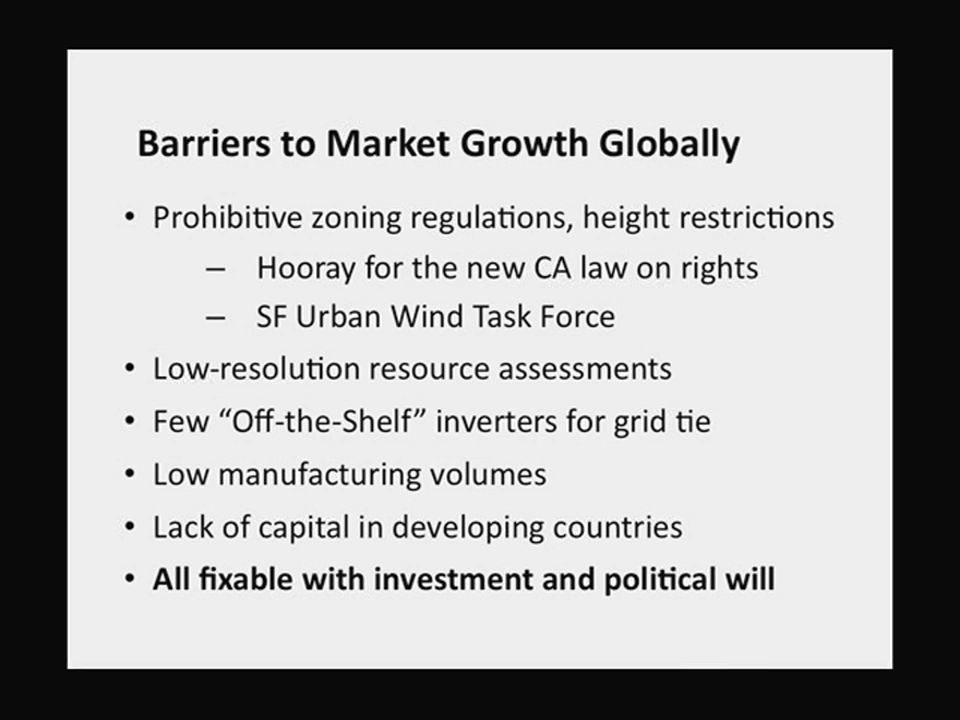 Barriers to Market Growth Globally
• Prohibitive zoning regulations, height restrictions
– Hooray for the new CA law on rights
– SF Urban Wind Task Force
• Low-resolution resource assessments
• Few “Off-the-Shelf” inverters for grid tie
• Low manufacturing volumes
• Lack of capital in developing countries
• All fixable with investment and political will